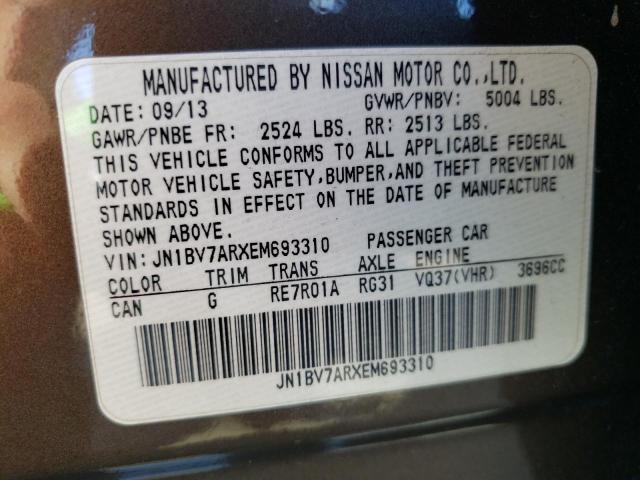 MANUFACTURED BY NISSAN MOTOR CO.,LTD.
DATE: 09/13 GVWR/PNBV: 5004 LBS.
GAWR/PNBE FR: 2524 LBS. RR: 2513 LBS.
THIS VEHICLE CONFORMS TO ALL APPLICABLE FEDERAL
MOTOR VEHICLE SAFETY,BUMPER,AND THEFT PREVENTION
STANDARDS IN EFFECT ON THE DATE OF MANUFACTURE
SHOWN ABOVE.
VIN: JN1BV7ARXEM693310 PASSENGER CAR
COLOR TRIM TRANS AXLE ENGINE
CAN G RE7R01A RG31 VQ37(VHR) 3696CC
JN1BV7ARXEM693310